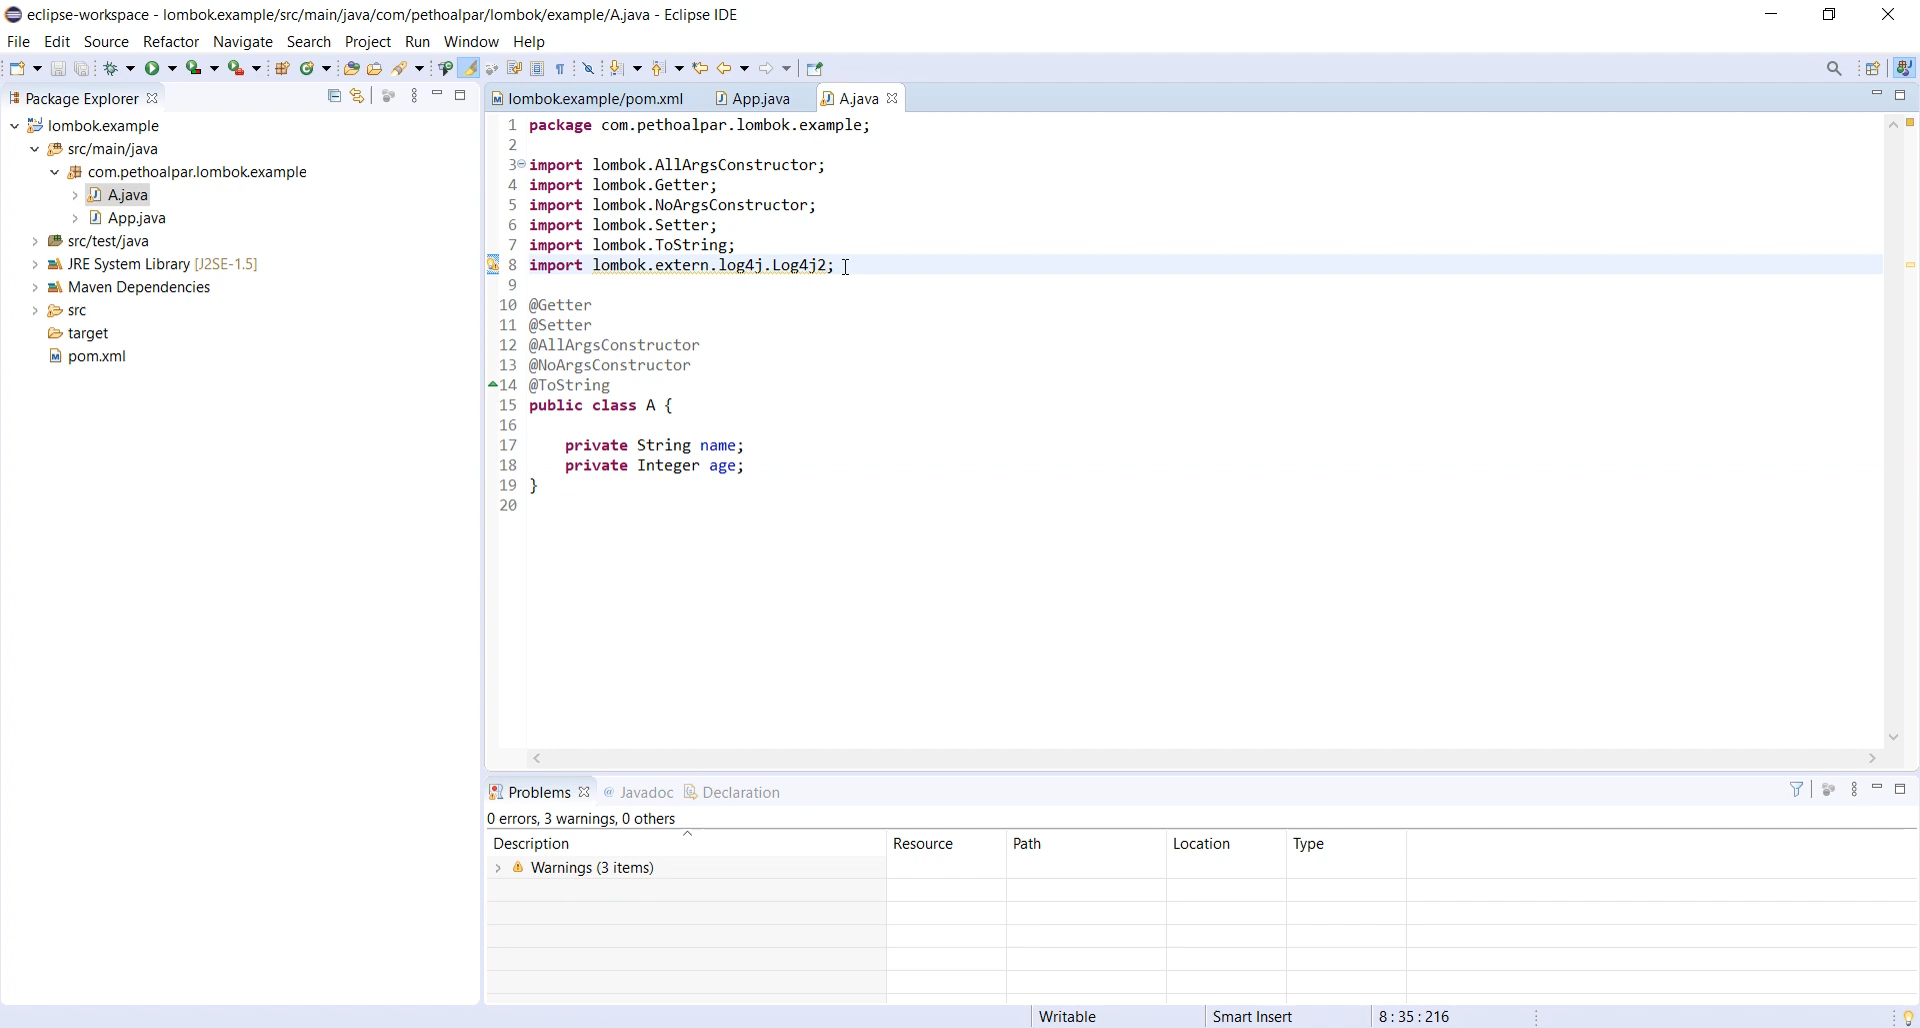 eclipse-workspace - lombok.example/src/main/java/com/pethoalpar/lombok/example/A.java - Eclipse IDE
File Edit Source Refactor Navigate Search Project Run Window Help
Package Explorer
lombok.example
src/main/java
com.pethoalpar.lombok.example
A.java
App.java
src/test/java
JRE System Library [J2SE-1.5]
Maven Dependencies
src
target
pom.xml
lombok.example/pom.xml App.java A.java
1 package com.pethoalpar.lombok.example;
2
3 import lombok.AllArgsConstructor;
4 import lombok.Getter;
5 import lombok.NoArgsConstructor;
6 import lombok.Setter;
7 import lombok.ToString;
8 import lombok.extern.log4j.Log4j2;
9
10 @Getter
11 @Setter
12 @AllArgsConstructor
13 @NoArgsConstructor
14 @ToString
15 public class A {
16
17 private String name;
18 private Integer age;
19 }
20
Problems @ Javadoc Declaration
0 errors, 3 warnings, 0 others
Description Resource Path Location Type
Warnings (3 items)
Writable Smart Insert 8 : 35 : 216